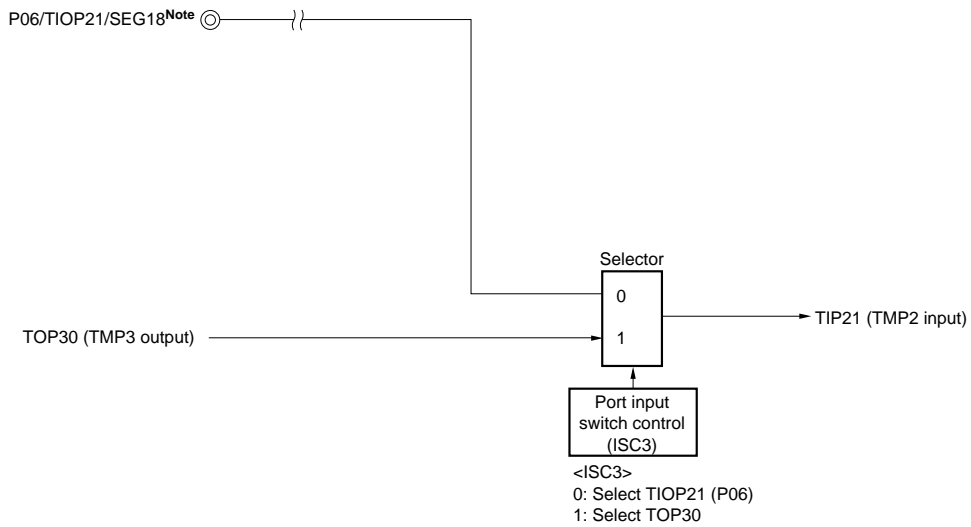 P06/TIOP21/SEG18Note
Selector
0
TIP21 (TMP2 input)
TOP30 (TMP3 output)
1
Port input
switch control
(ISC3)
<ISC3>
0: Select TIOP21 (P06)
1: Select TOP30